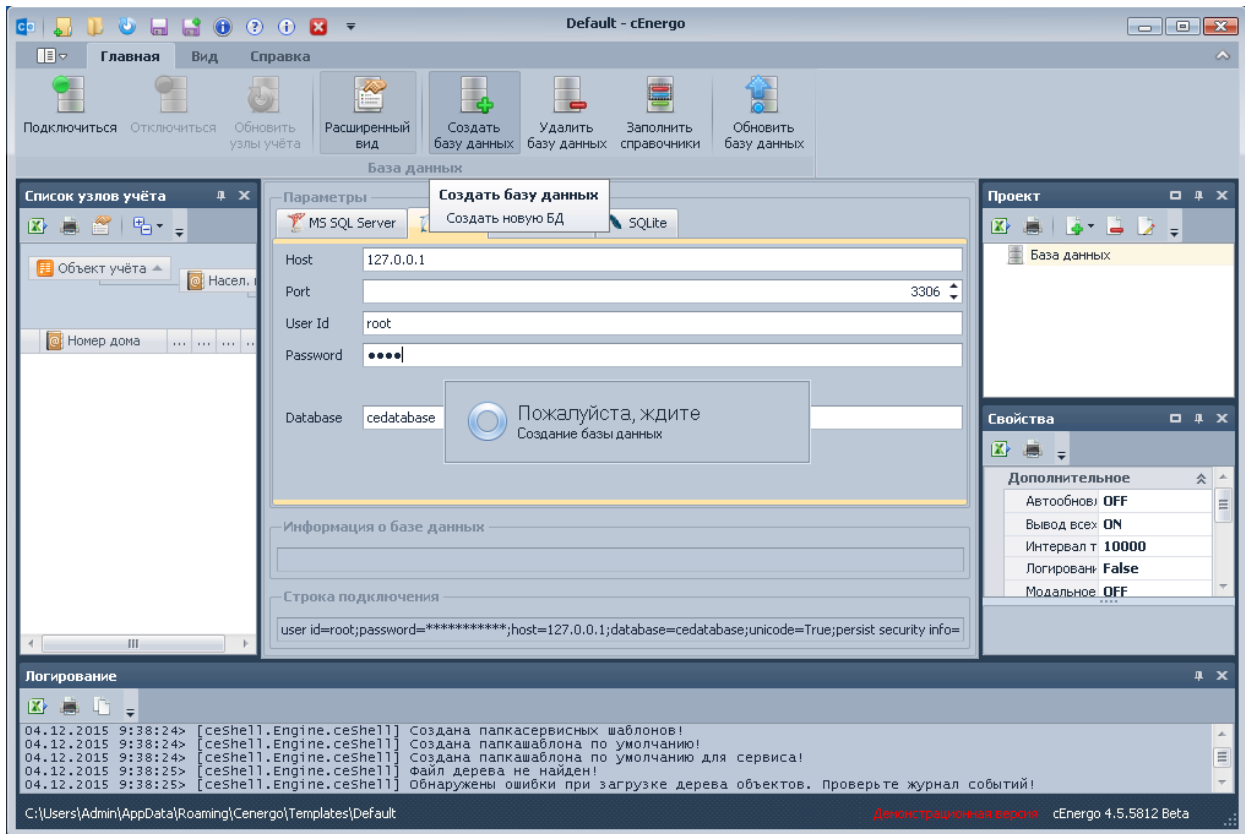 Default - cEnergo
Главная Вид Справка
Подключиться Отключиться Обновить узлы учёта Расширенный вид Создать базу данных Удалить базу данных Заполнить справочники Обновить базу данных
База данных
Список узлов учёта
Объект учёта
Насел.
Номер дома ... ... ...
Параметры
Создать базу данных
Создать новую БД
MS SQL Server SQLite
Host 127.0.0.1
Port 3306
User Id root
Password ●●●●
Database cedatabase
Пожалуйста, ждите
Создание базы данных
Информация о базе данных
Строка подключения
user id=root;password=***********;host=127.0.0.1;database=cedatabase;unicode=True;persist security info=
Проект
База данных
Свойства
Дополнительное
Автообновл OFF
Вывод всех ON
Интервал т 10000
Логировани False
Модальное OFF
Логирование
04.12.2015 9:38:24> [ceShell.Engine.ceShell] Создана папкасервисных шаблонов!
04.12.2015 9:38:24> [ceShell.Engine.ceShell] Создана папкашаблона по умолчанию!
04.12.2015 9:38:24> [ceShell.Engine.ceShell] Создана папкашаблона по умолчанию для сервиса!
04.12.2015 9:38:25> [ceShell.Engine.ceShell] Файл дерева не найден!
04.12.2015 9:38:25> [ceShell.Engine.ceShell] Обнаружены ошибки при загрузке дерева объектов. Проверьте журнал событий!
C:\Users\Admin\AppData\Roaming\Cenergo\Templates\Default
Демонстрационная версия cEnergo 4.5.5812 Beta